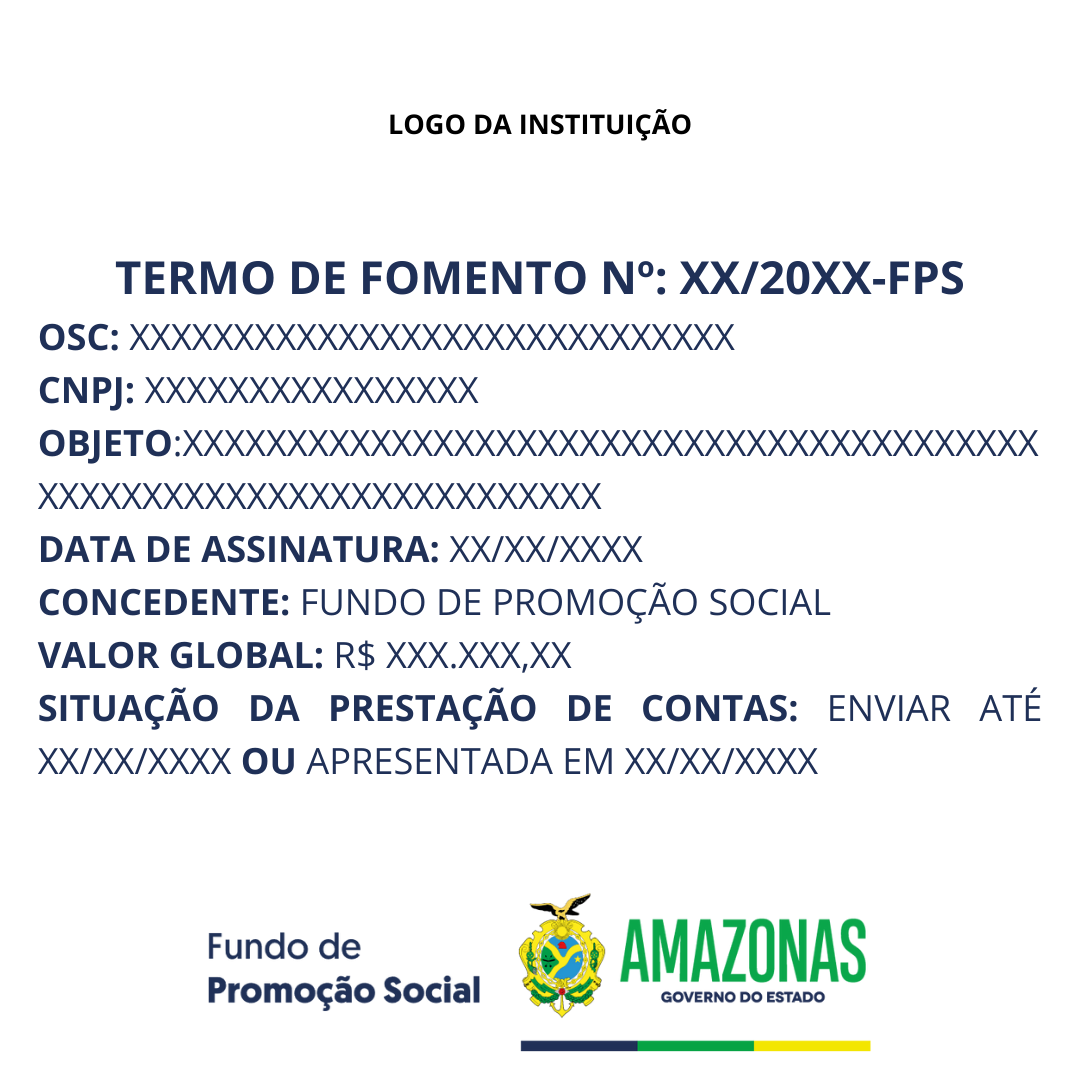 LOGO DA INSTITUIÇÃO
TERMO DE FOMENTO Nº: XX/20XX-FPS
OSC: XXXXXXXXXXXXXXXXXXXXXXXXXXXXX
CNPJ: XXXXXXXXXXXXXXXX
OBJETO:XXXXXXXXXXXXXXXXXXXXXXXXXXXXXXXXXXXXXXXXX
XXXXXXXXXXXXXXXXXXXXXXXXXXX
DATA DE ASSINATURA: XX/XX/XXXX
CONCEDENTE: FUNDO DE PROMOÇÃO SOCIAL
VALOR GLOBAL: R$ XXX.XXX,XX
SITUAÇÃO DA PRESTAÇÃO DE CONTAS: ENVIAR ATÉ
XX/XX/XXXX OU APRESENTADA EM XX/XX/XXXX
Fundo de
Promoção Social
AMAZONAS
GOVERNO DO ESTADO